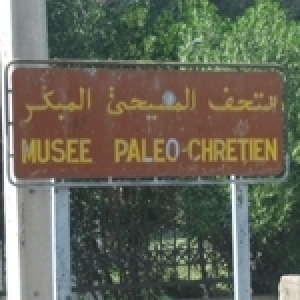 المتحف المسيحي المبكر
MUSEE PALEO-CHRETIEN